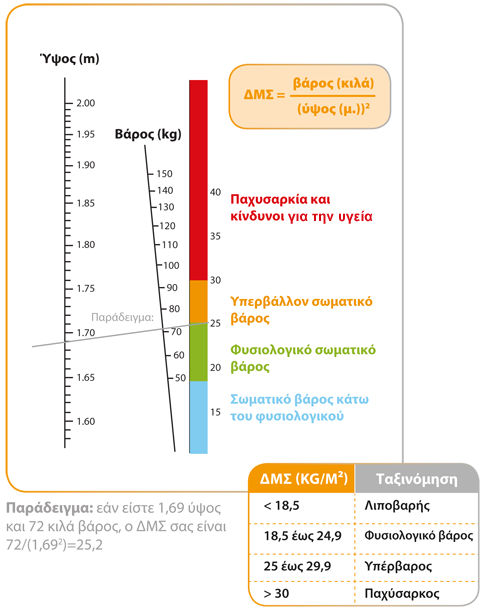 Ύψος (m)
2.00
1.95
1.90
1.85
1.80
1.75
1.70
1.65
1.60
Βάρος (kg)
150
140
130
120
110
100
90
80
70
60
50
Παράδειγμα:
40
35
30
25
20
15
ΔΜΣ = βάρος (κιλά)
(ύψος (μ.))²
Παχυσαρκία και
κίνδυνοι για την υγεία
Υπερβάλλον σωματικό
βάρος
Φυσιολογικό σωματικό
βάρος
Σωματικό βάρος κάτω
του φυσιολογικού
Παράδειγμα: εάν είστε 1,69 ύψος
και 72 κιλά βάρος, ο ΔΜΣ σας είναι
72/(1,69²)=25,2
ΔΜΣ (KG/M²) Ταξινόμηση
< 18,5 Λιποβαρής
18,5 έως 24,9 Φυσιολογικό βάρος
25 έως 29,9 Υπέρβαρος
> 30 Παχύσαρκος